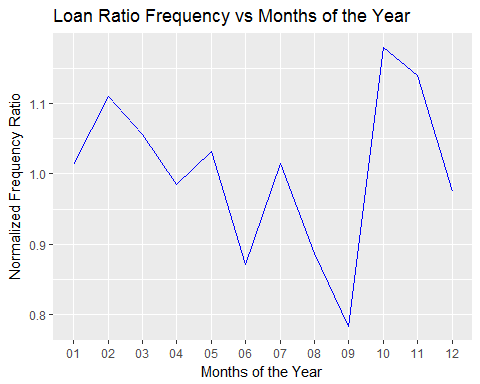 Loan Ratio Frequency vs Months of the Year
Normalized Frequency Ratio
1.1
1.0
0.9
0.8
01 02 03 04 05 06 07 08 09 10 11 12
Months of the Year